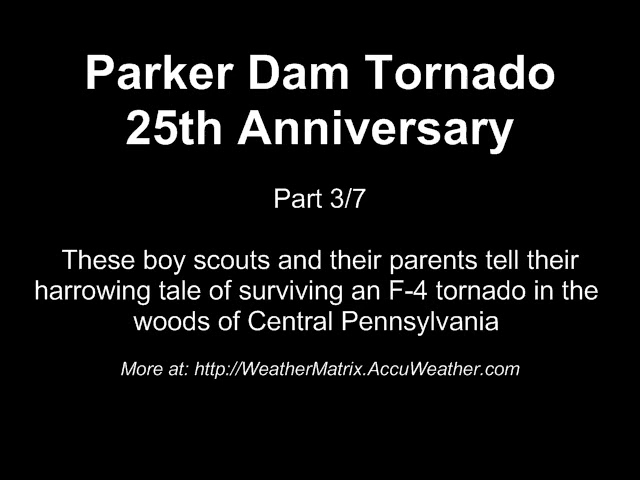 Parker Dam Tornado
25th Anniversary
Part 3/7
These boy scouts and their parents tell their
harrowing tale of surviving an F-4 tornado in the
woods of Central Pennsylvania
More at: http://WeatherMatrix.AccuWeather.com